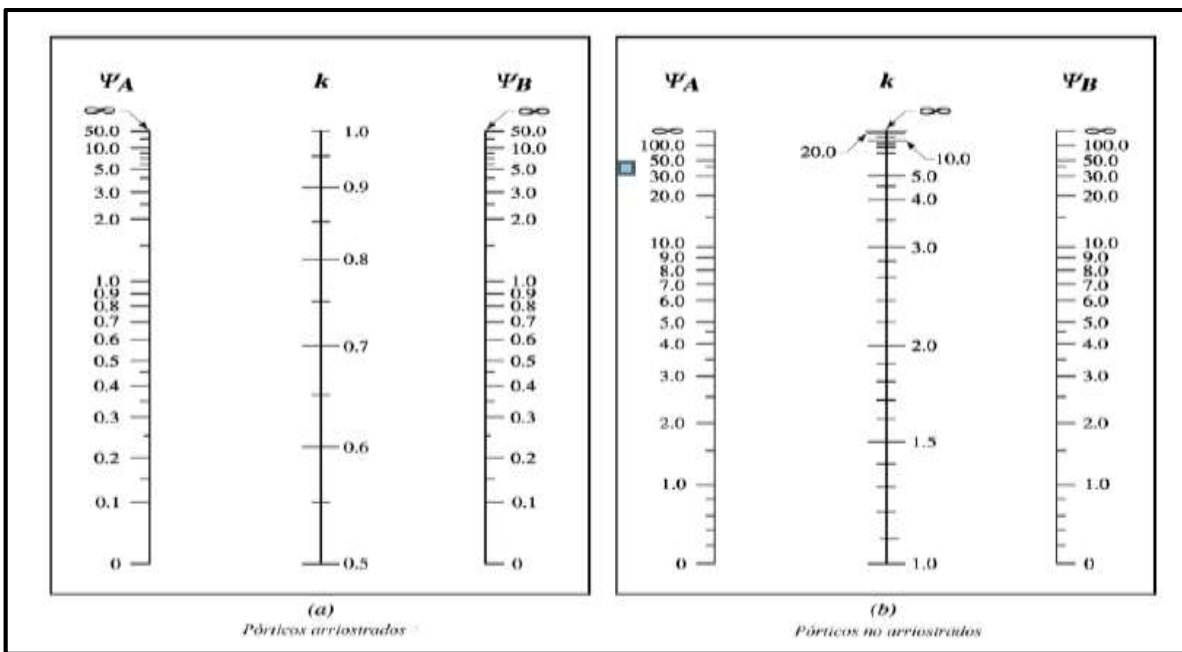 Ψ_A k Ψ_B
∞ ∞
50.0 1.0 50.0
10.0 10.0
5.0 0.9 5.0
3.0 3.0
2.0 2.0
0.8
1.0 1.0
0.9 0.9
0.8 0.8
0.7 0.7
0.7
0.6 0.6
0.5 0.5
0.4 0.4
0.3 0.3
0.6
0.2 0.2
0.1 0.1
0 0.5 0
(a)
Pórticos arriostrados
Ψ_A k Ψ_B
∞
∞ ∞
100.0 20.0 10.0 100.0
50.0 50.0
30.0 5.0 30.0
20.0 4.0 20.0
10.0 3.0 10.0
9.0 9.0
8.0 8.0
7.0 7.0
6.0 6.0
5.0 5.0
4.0 2.0 4.0
3.0 3.0
2.0 2.0
1.5
1.0 1.0
0 1.0 0
(b)
Pórticos no arriostrados